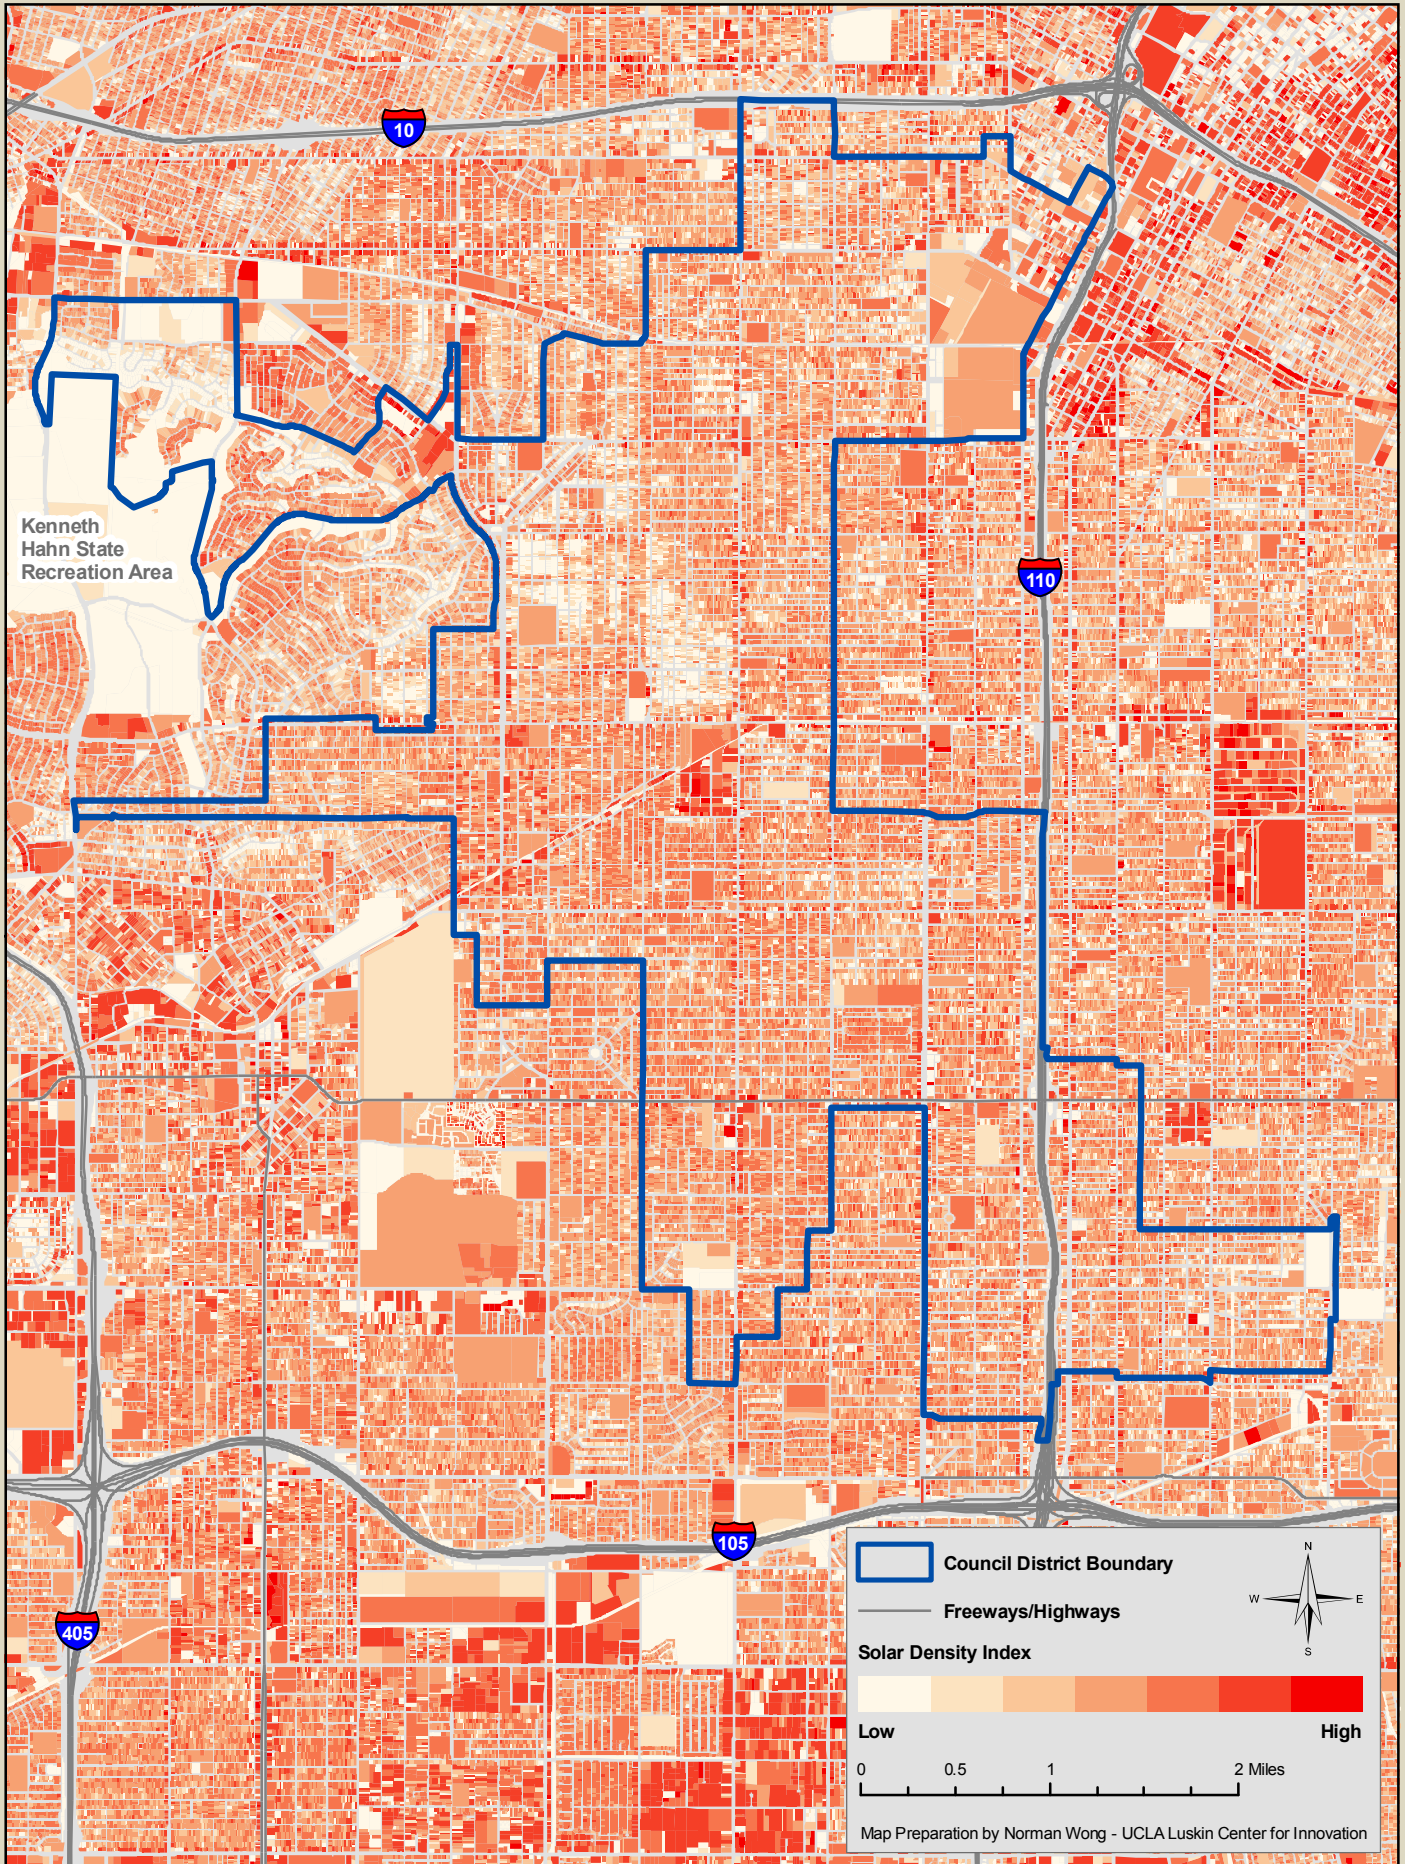 10
Kenneth
Hahn State
Recreation Area
110
105
405
Council District Boundary
Freeways/Highways
N
W
E
S
Solar Density Index
Low
High
0
0.5
1
2 Miles
Map Preparation by Norman Wong - UCLA Luskin Center for Innovation